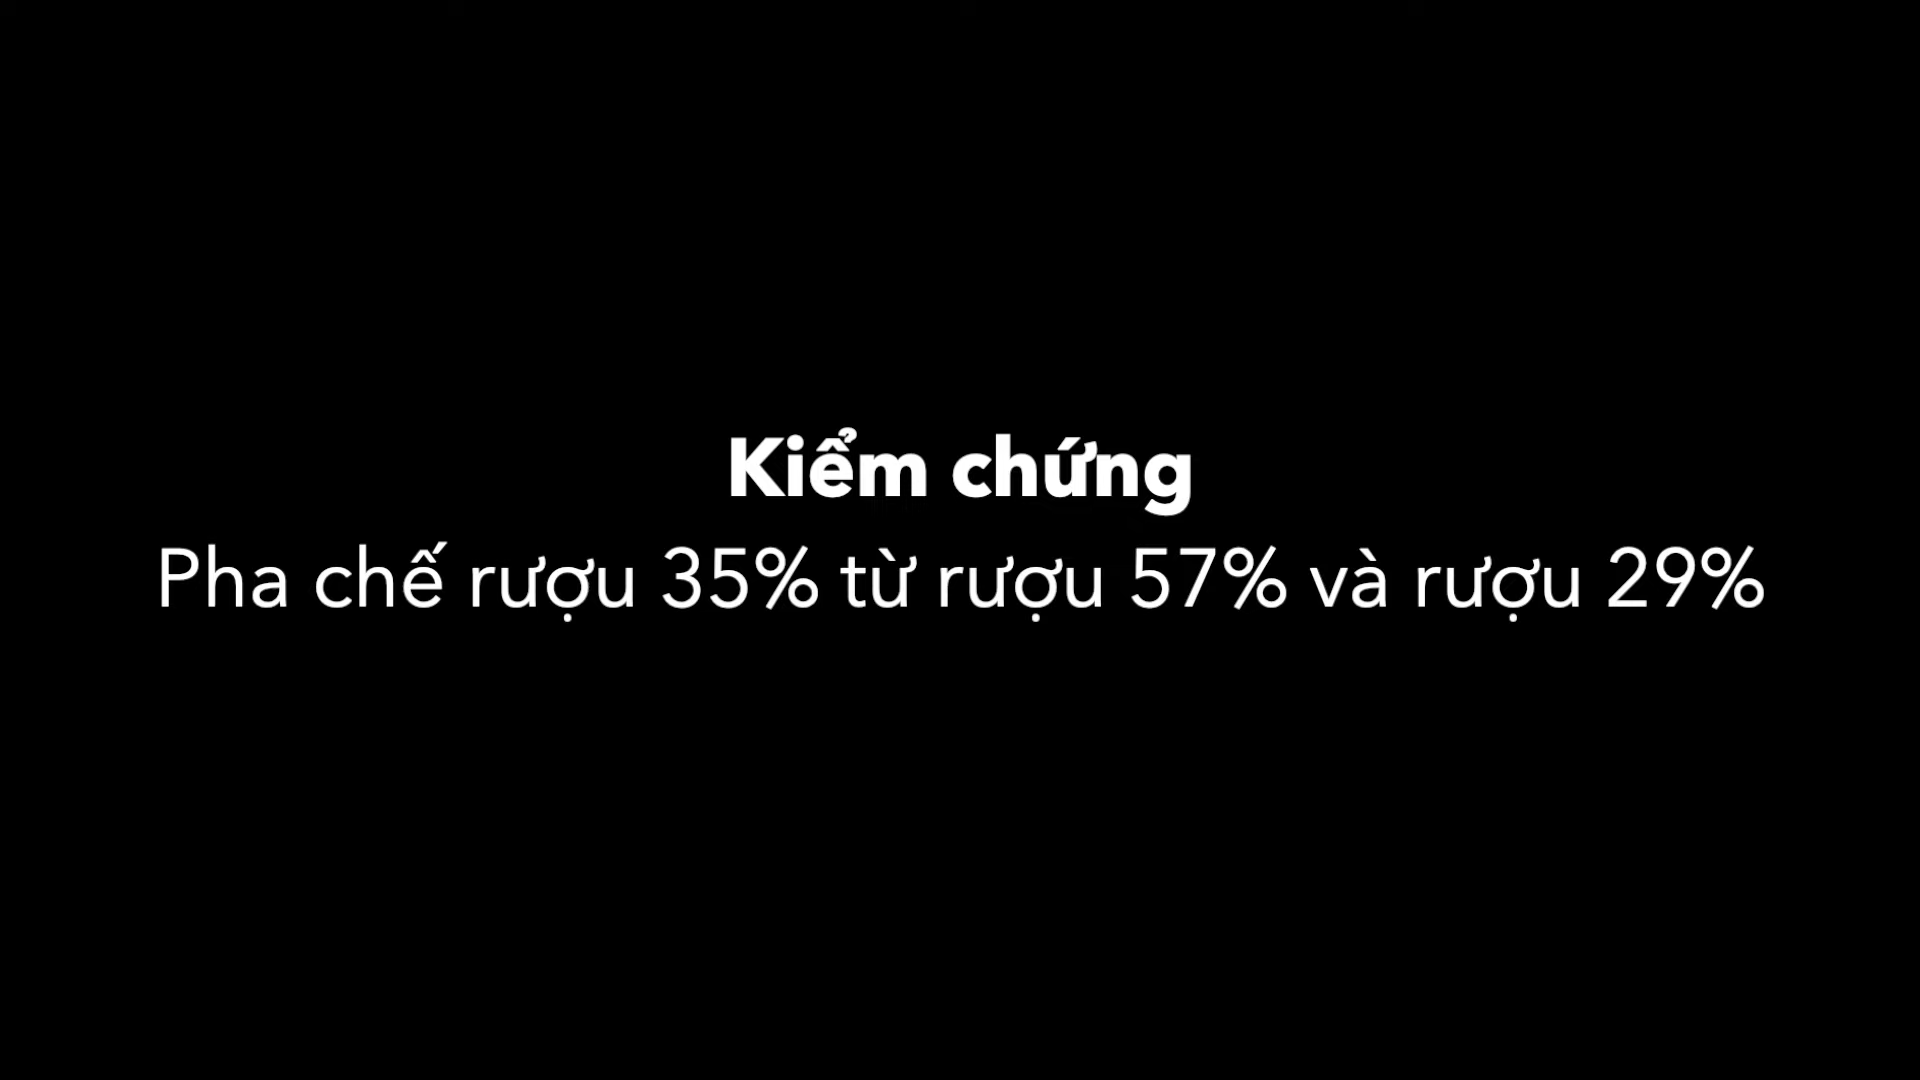 Kiểm chứng
Pha chế rượu 35% từ rượu 57% và rượu 29%